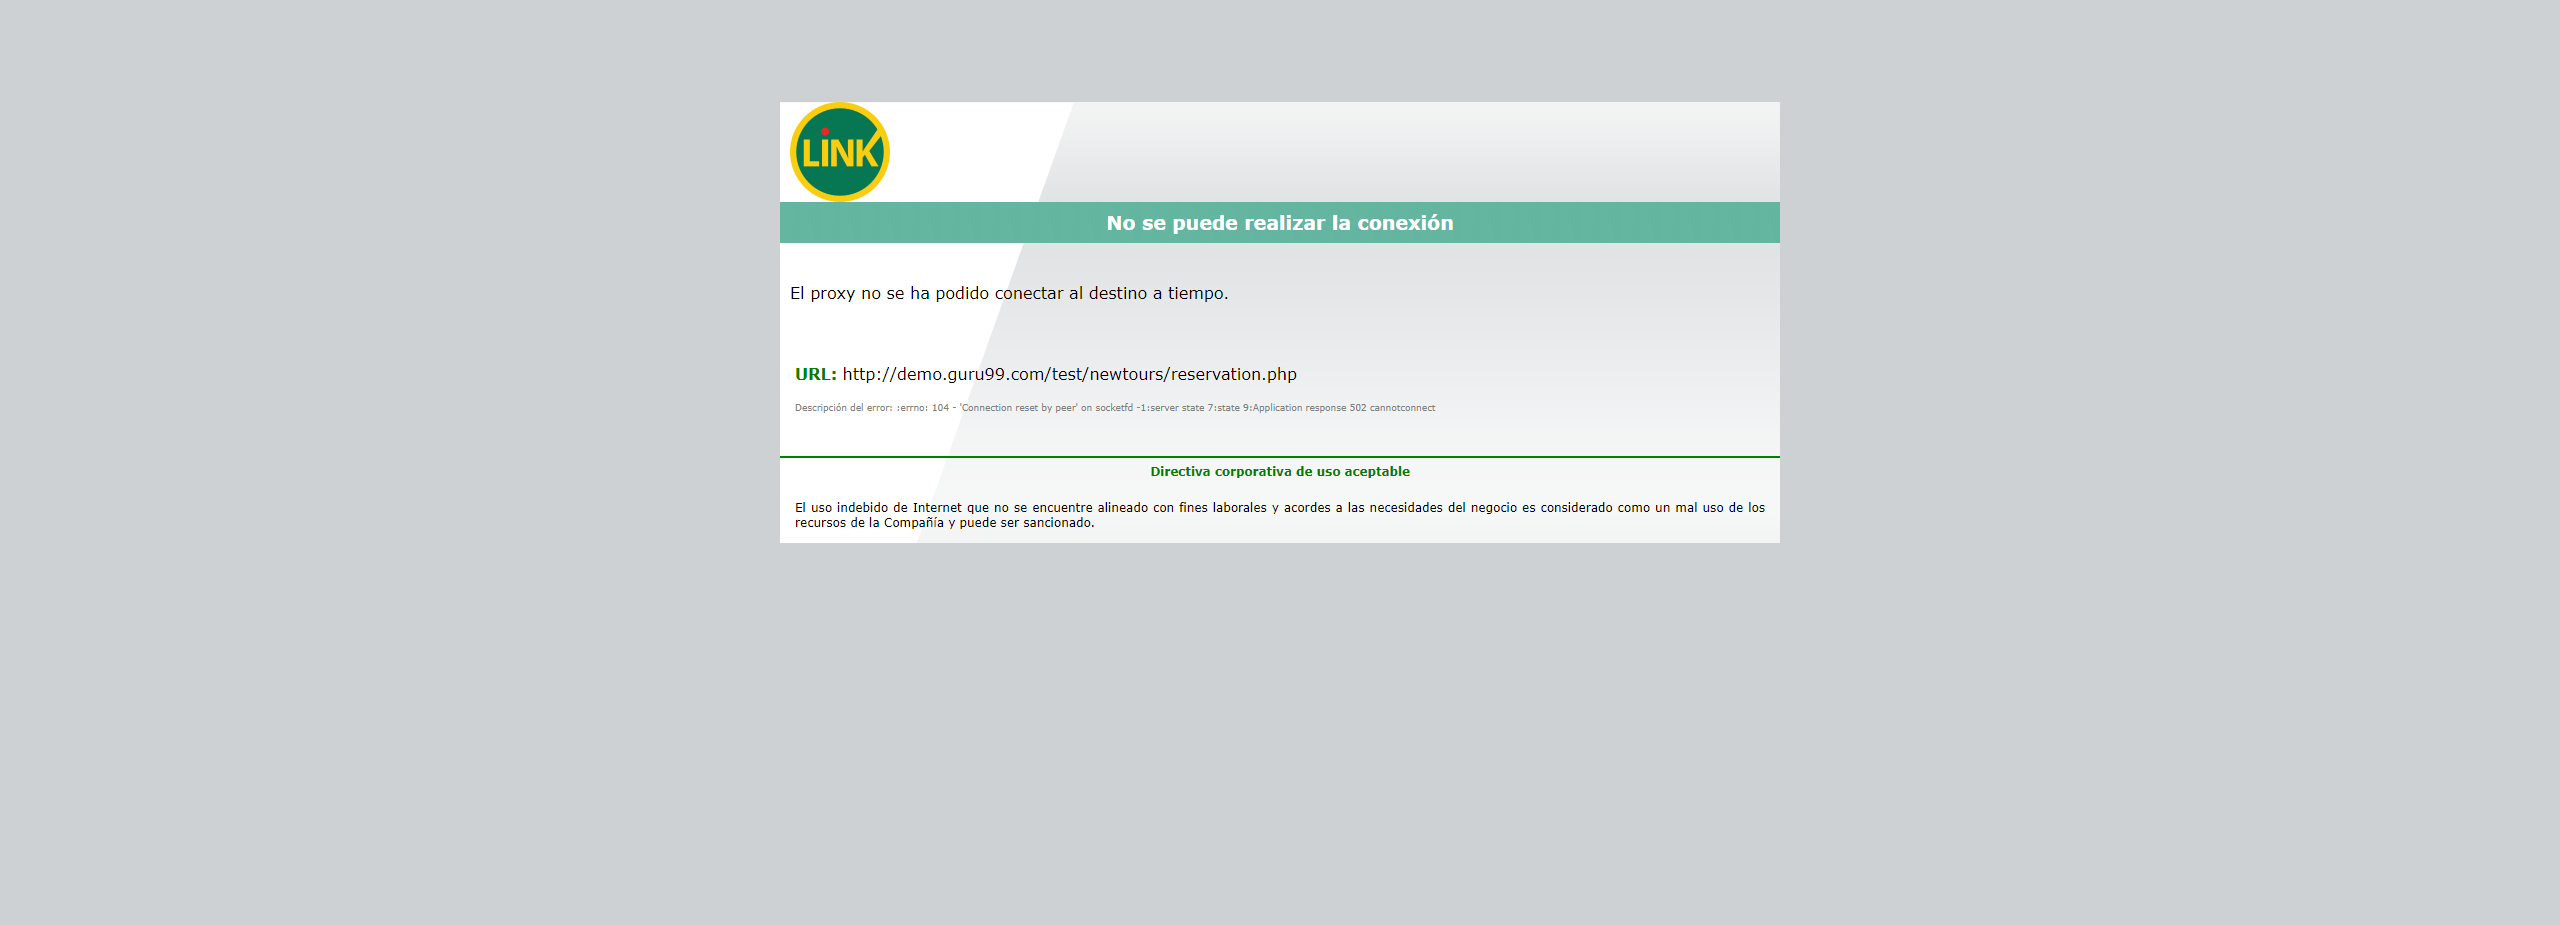 LINK
No se puede realizar la conexión
El proxy no se ha podido conectar al destino a tiempo.
URL: http://demo.guru99.com/test/newtours/reservation.php
Descripción del error: :errno: 104 - 'Connection reset by peer' on socketfd -1:server state 7:state 9:Application response 502 cannotconnect
Directiva corporativa de uso aceptable
El uso indebido de Internet que no se encuentre alineado con fines laborales y acordes a las necesidades del negocio es considerado como un mal uso de los
recursos de la Compañía y puede ser sancionado.